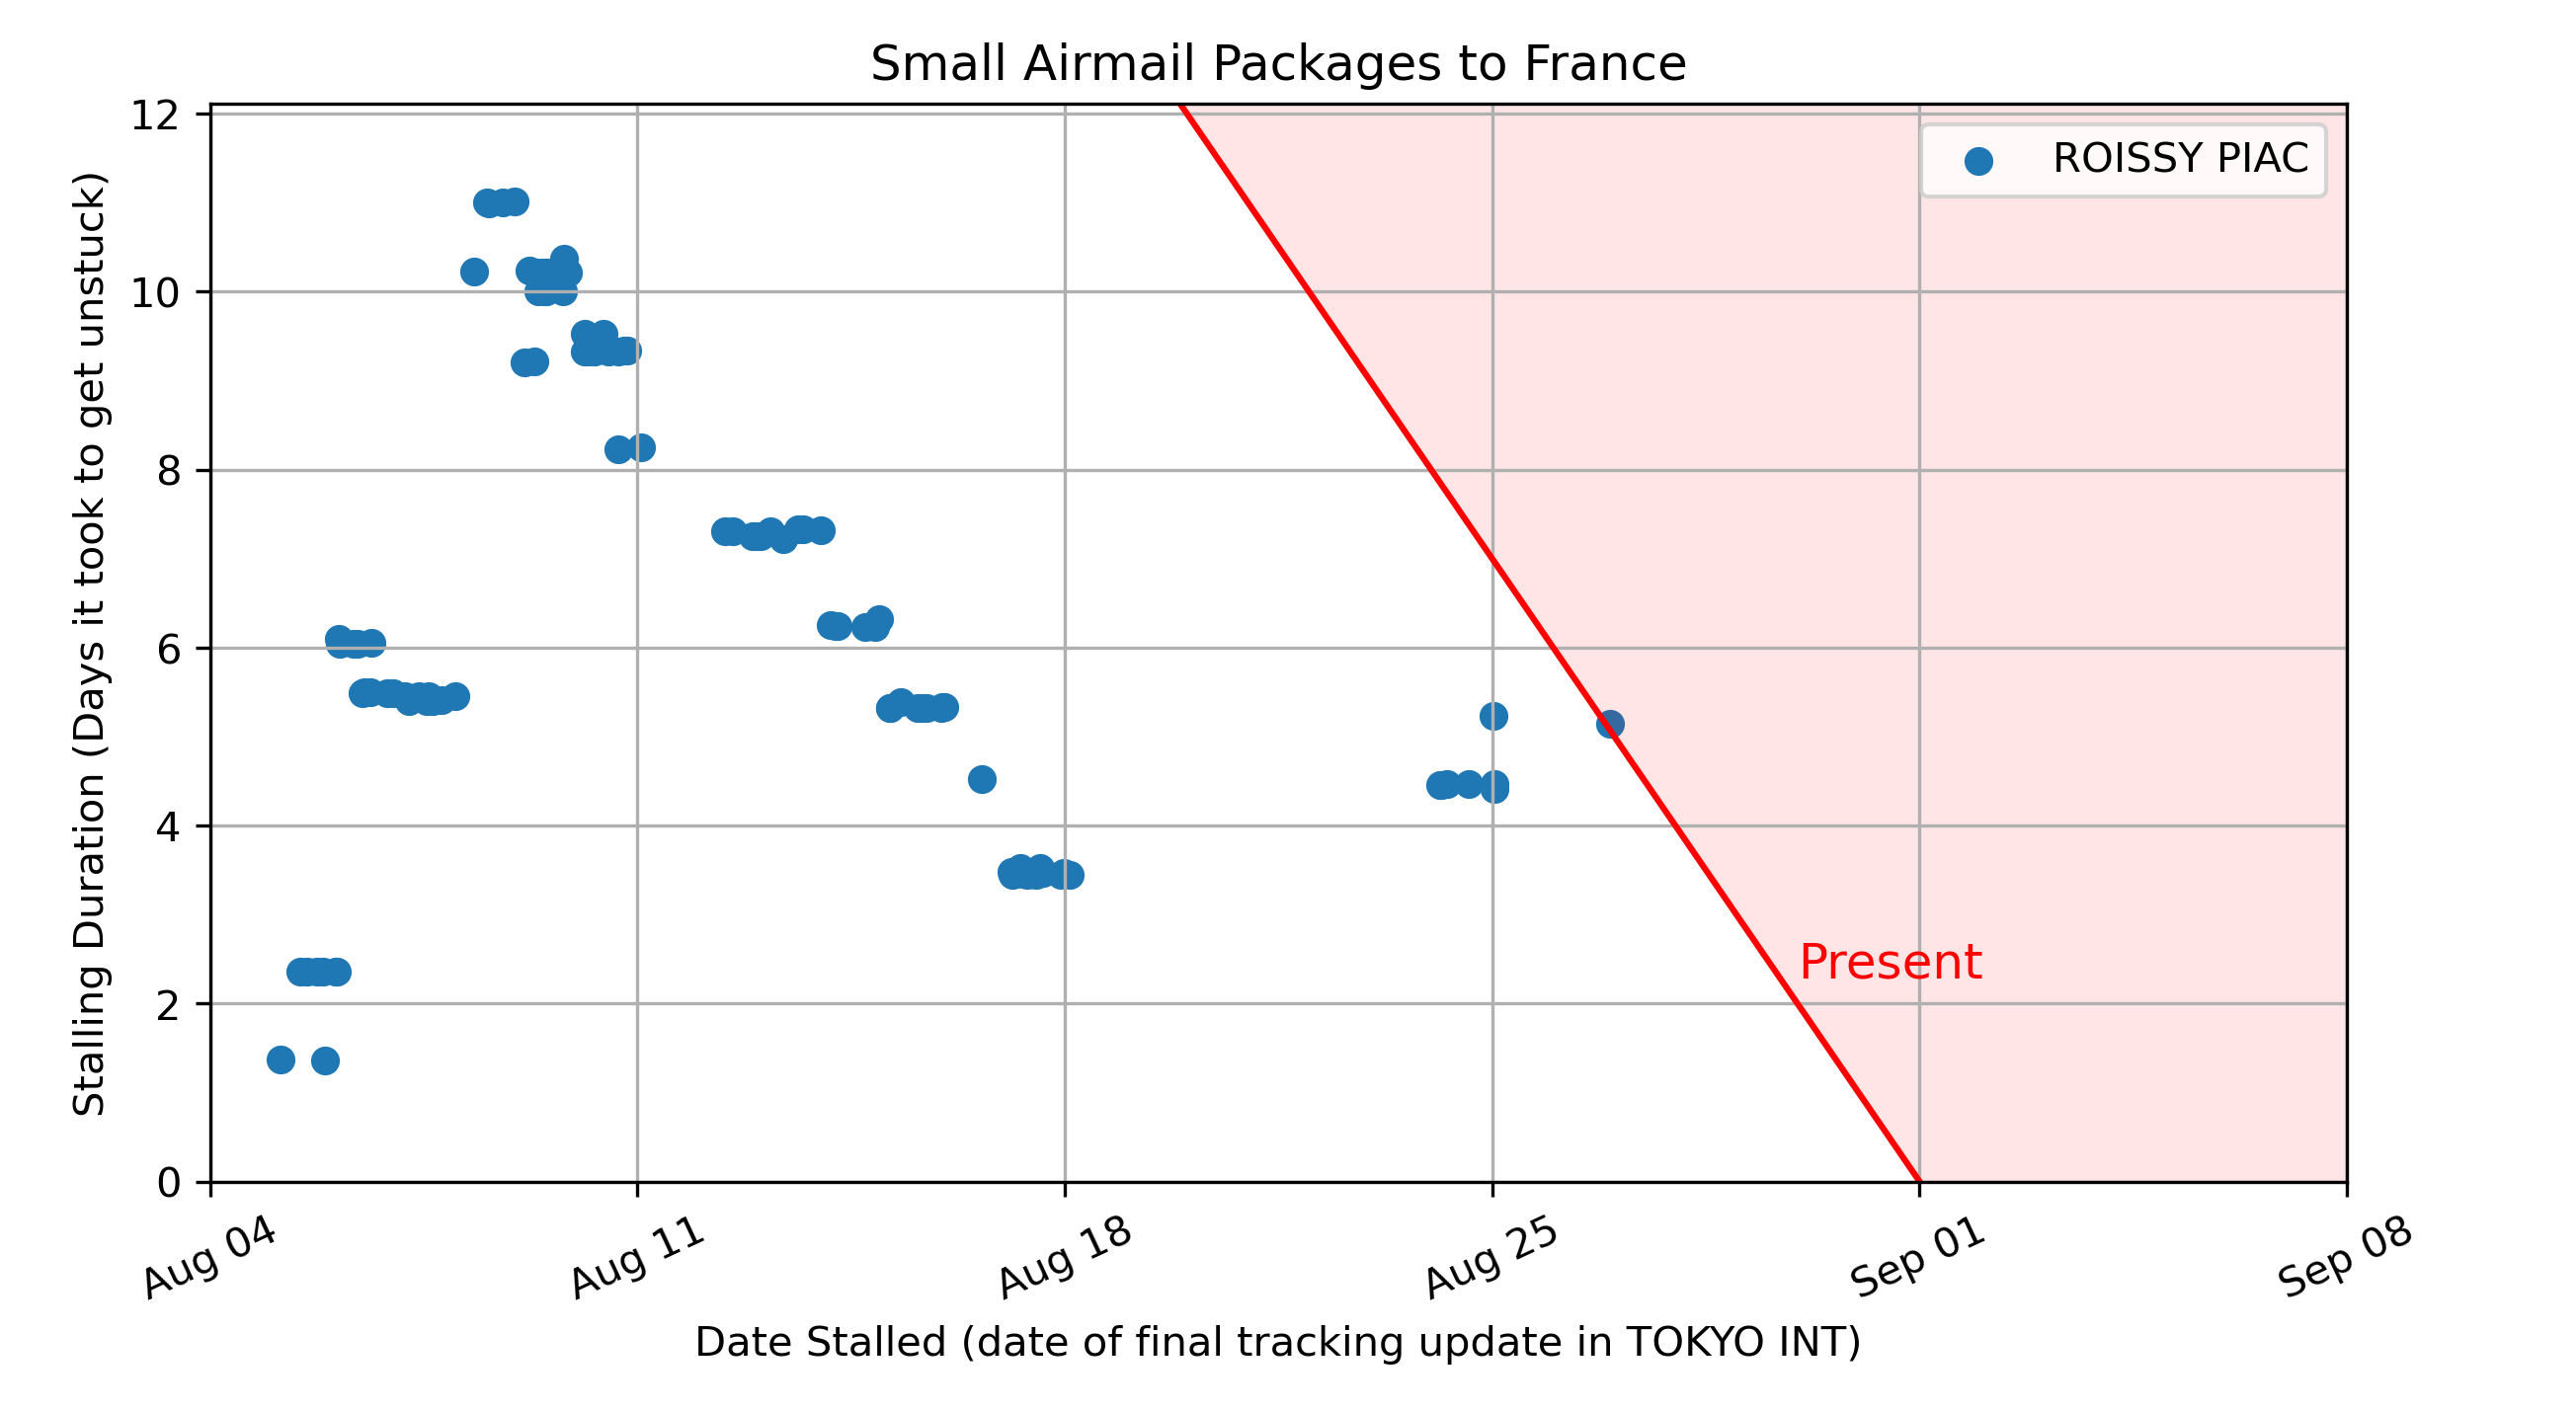 Small Airmail Packages to France
ROISSY PIAC
Stalling Duration (Days it took to get unstuck)
12
10
8
6
4
2
0
Present
Aug 04
Aug 11
Aug 18
Aug 25
Sep 01
Sep 08
Date Stalled (date of final tracking update in TOKYO INT)